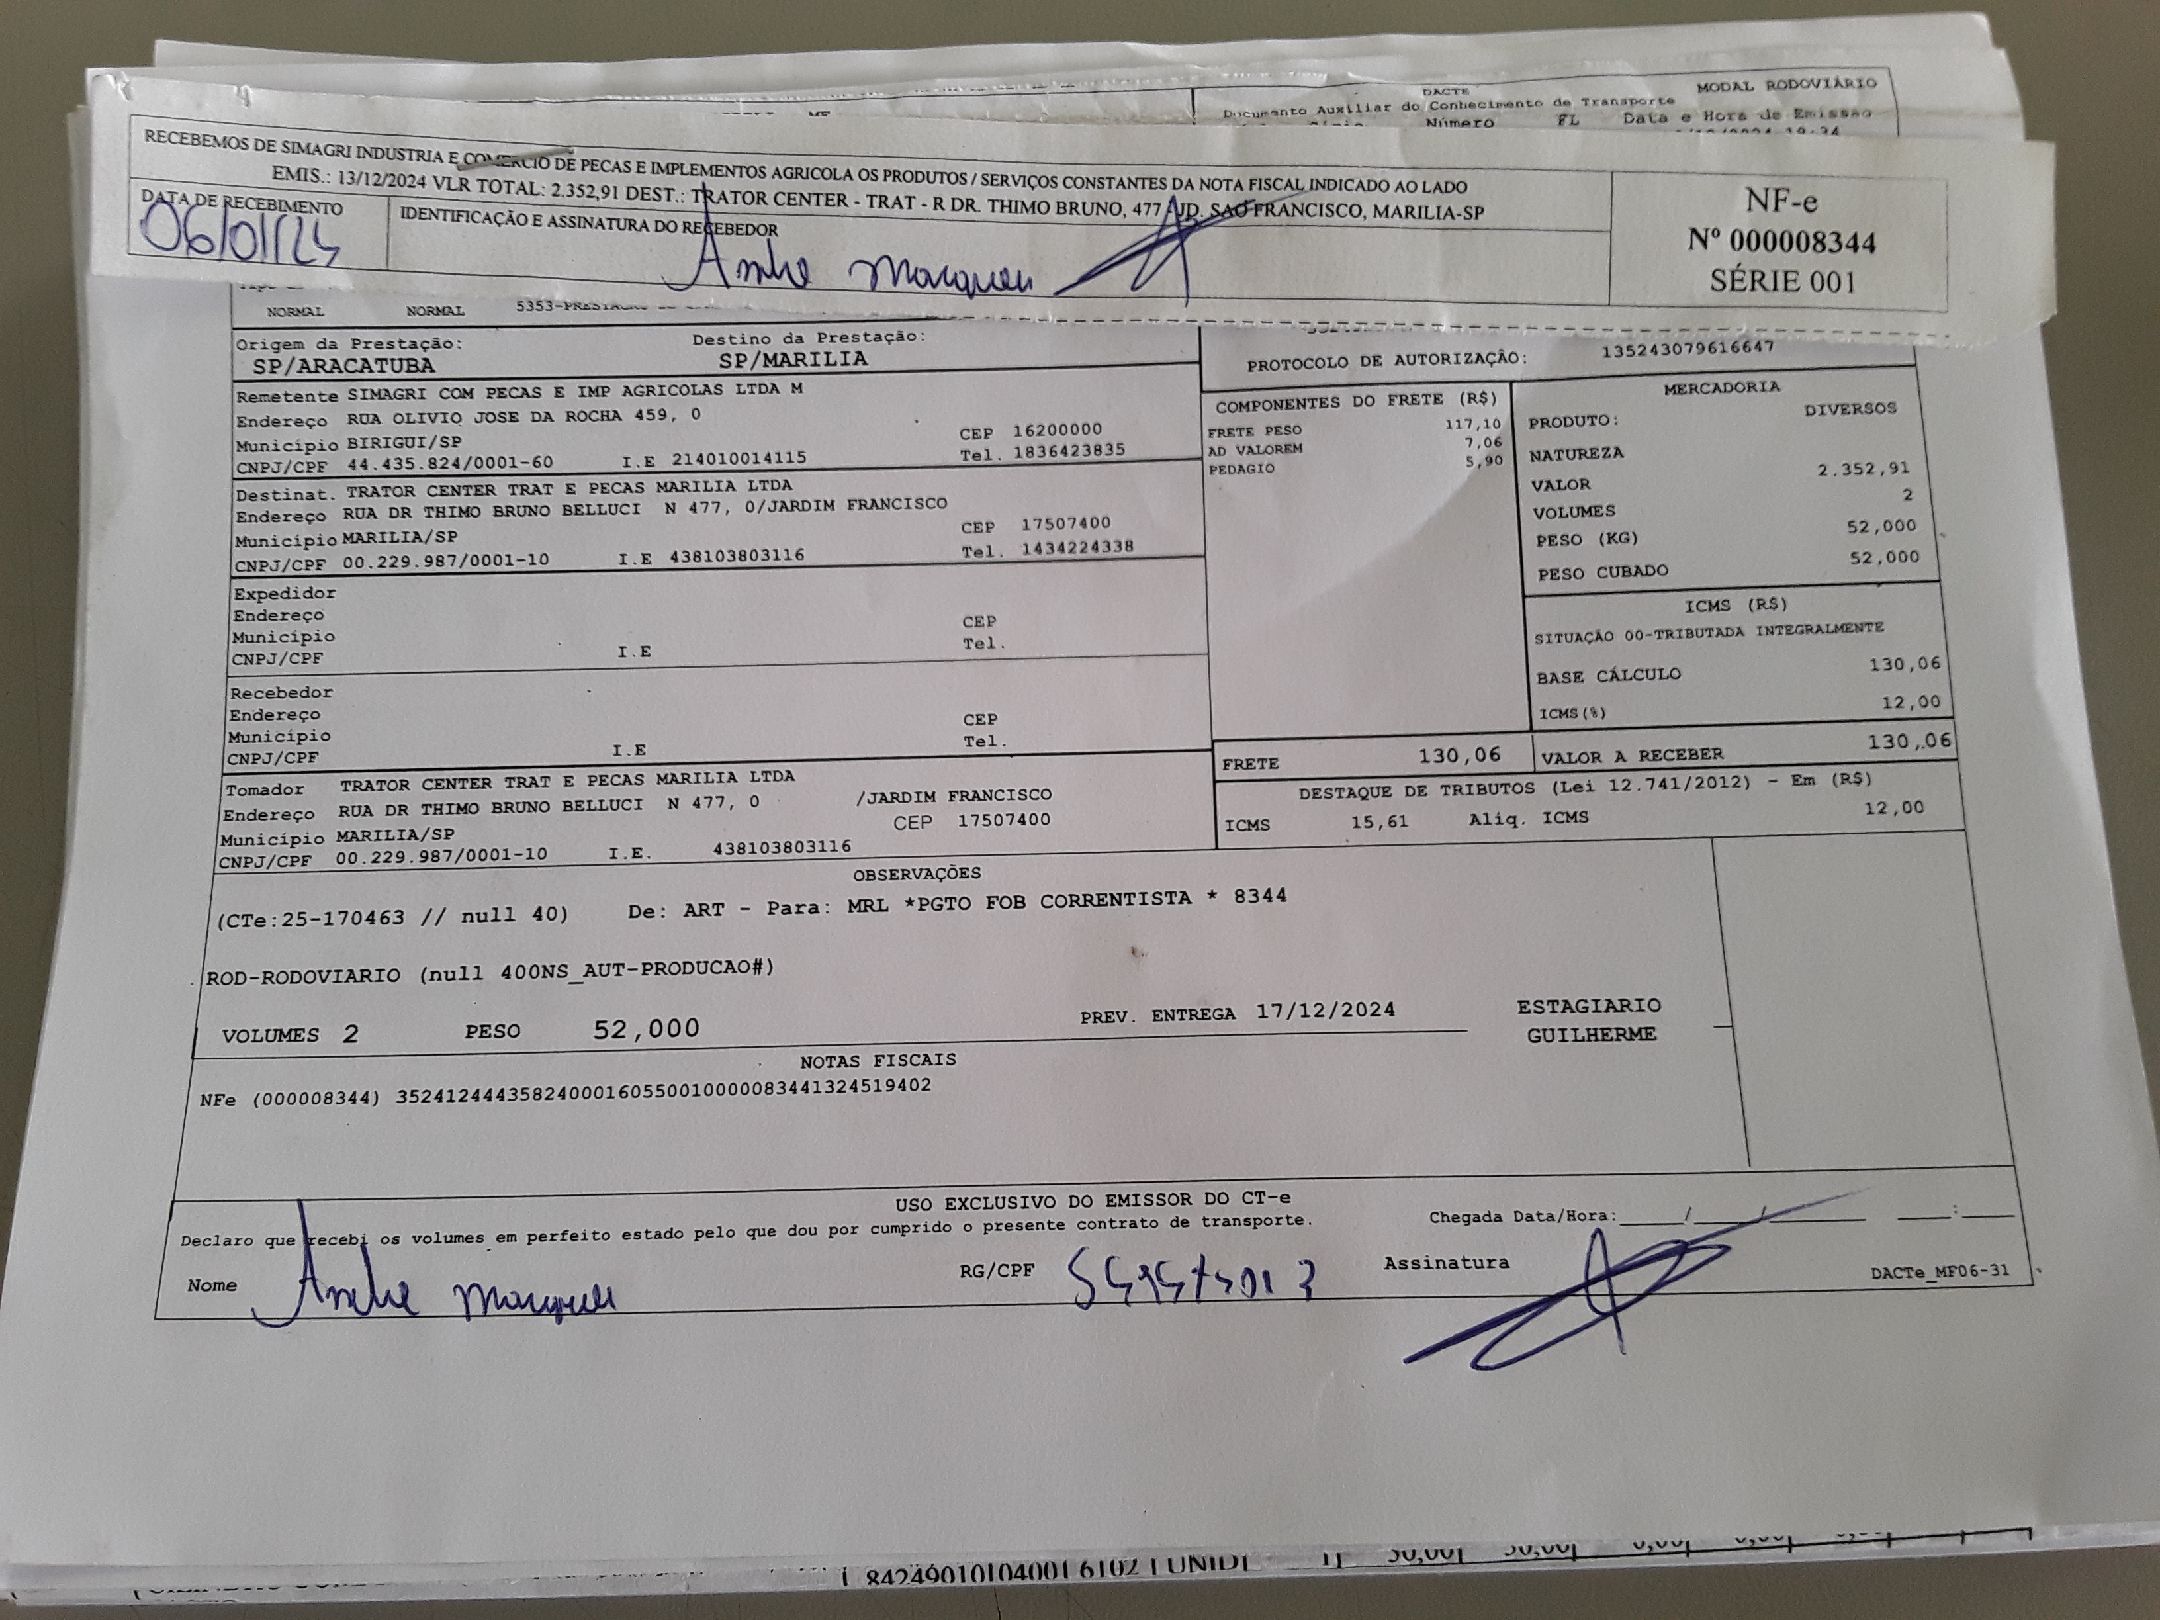 DACTE
MODAL RODOVIÁRIO
Documento Auxiliar do Conhecimento de Transporte
Número FL Data e Hora de Emissão
RECEBEMOS DE SIMAGRI INDUSTRIA E COMERCIO DE PECAS E IMPLEMENTOS AGRICOLA OS PRODUTOS / SERVIÇOS CONSTANTES DA NOTA FISCAL INDICADO AO LADO
EMIS.: 13/12/2024 VLR TOTAL: 2.352,91 DEST.: TRATOR CENTER - TRAT - R DR. THIMO BRUNO, 477 JD. SAO FRANCISCO, MARILIA-SP
DATA DE RECEBIMENTO
06/01/25
IDENTIFICAÇÃO E ASSINATURA DO RECEBEDOR
Andre Marques
NF-e
Nº 000008344
SÉRIE 001
NORMAL NORMAL
Origem da Prestação: Destino da Prestação:
SP/ARACATUBA SP/MARILIA
PROTOCOLO DE AUTORIZAÇÃO: 135243079616647
Remetente SIMAGRI COM PECAS E IMP AGRICOLAS LTDA M
Endereço RUA OLIVIO JOSE DA ROCHA 459, 0
Município BIRIGUI/SP CEP 16200000
CNPJ/CPF 44.435.824/0001-60 I.E 214010014115 Tel. 1836423835
Destinat. TRATOR CENTER TRAT E PECAS MARILIA LTDA
Endereço RUA DR THIMO BRUNO BELLUCI N 477, 0/JARDIM FRANCISCO
Município MARILIA/SP CEP 17507400
CNPJ/CPF 00.229.987/0001-10 I.E 438103803116 Tel. 1434224338
Expedidor
Endereço
Município CEP
CNPJ/CPF I.E Tel.
Recebedor
Endereço
Município CEP
CNPJ/CPF I.E Tel.
Tomador TRATOR CENTER TRAT E PECAS MARILIA LTDA
Endereço RUA DR THIMO BRUNO BELLUCI N 477, 0 /JARDIM FRANCISCO
Município MARILIA/SP CEP 17507400
CNPJ/CPF 00.229.987/0001-10 I.E. 438103803116
COMPONENTES DO FRETE (R$)
FRETE PESO 117,10
AD VALOREM 7,06
PEDAGIO 5,90
MERCADORIA
PRODUTO: DIVERSOS
NATUREZA
VALOR 2.352,91
VOLUMES 2
PESO (KG) 52,000
PESO CUBADO 52,000
ICMS (R$)
SITUAÇÃO 00-TRIBUTADA INTEGRALMENTE
BASE CÁLCULO 130,06
ICMS(%) 12,00
FRETE 130,06 VALOR A RECEBER 130,06
DESTAQUE DE TRIBUTOS (Lei 12.741/2012) - Em (R$)
ICMS 15,61 Aliq. ICMS 12,00
OBSERVAÇÕES
(CTe:25-170463 // null 40) De: ART - Para: MRL *PGTO FOB CORRENTISTA * 8344
ROD-RODOVIARIO (null 400NS_AUT-PRODUCAO#)
VOLUMES 2 PESO 52,000 PREV. ENTREGA 17/12/2024
ESTAGIARIO
GUILHERME
NOTAS FISCAIS
NFe (000008344) 35241244435824000160550010000083441324519402
USO EXCLUSIVO DO EMISSOR DO CT-e
Declaro que recebi os volumes em perfeito estado pelo que dou por cumprido o presente contrato de transporte.
Chegada Data/Hora:_____/_____/_______ ____:____
Nome Andre Marques RG/CPF Assinatura
DACTe_MF06-31